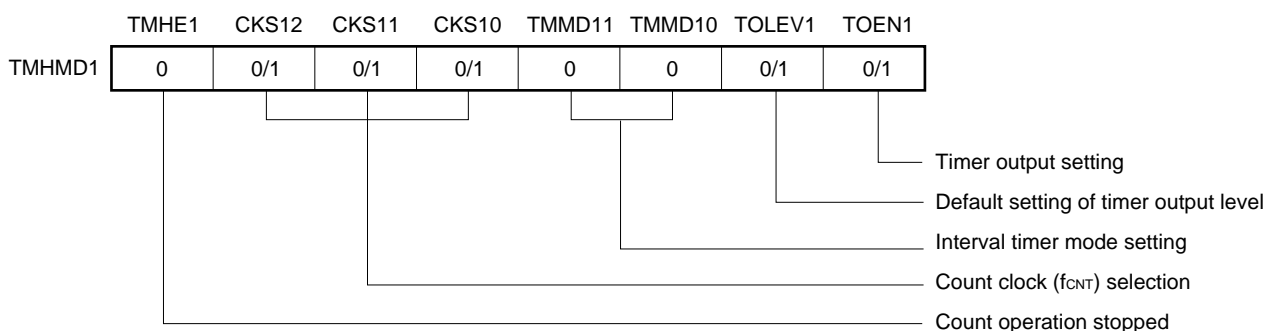 TMHE1 CKS12 CKS11 CKS10 TMMD11 TMMD10 TOLEV1 TOEN1
TMHMD1 0 0/1 0/1 0/1 0 0 0/1 0/1
Timer output setting
Default setting of timer output level
Interval timer mode setting
Count clock (fCNT) selection
Count operation stopped